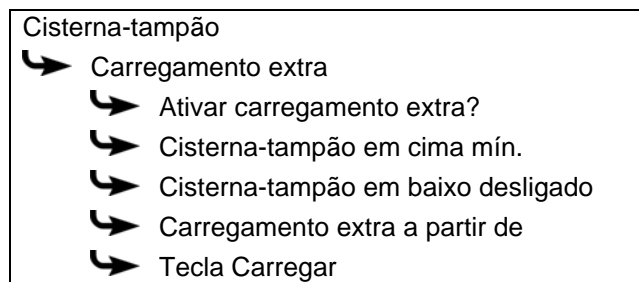 Cisterna-tampão
Carregamento extra
Ativar carregamento extra?
Cisterna-tampão em cima mín.
Cisterna-tampão em baixo desligado
Carregamento extra a partir de
Tecla Carregar